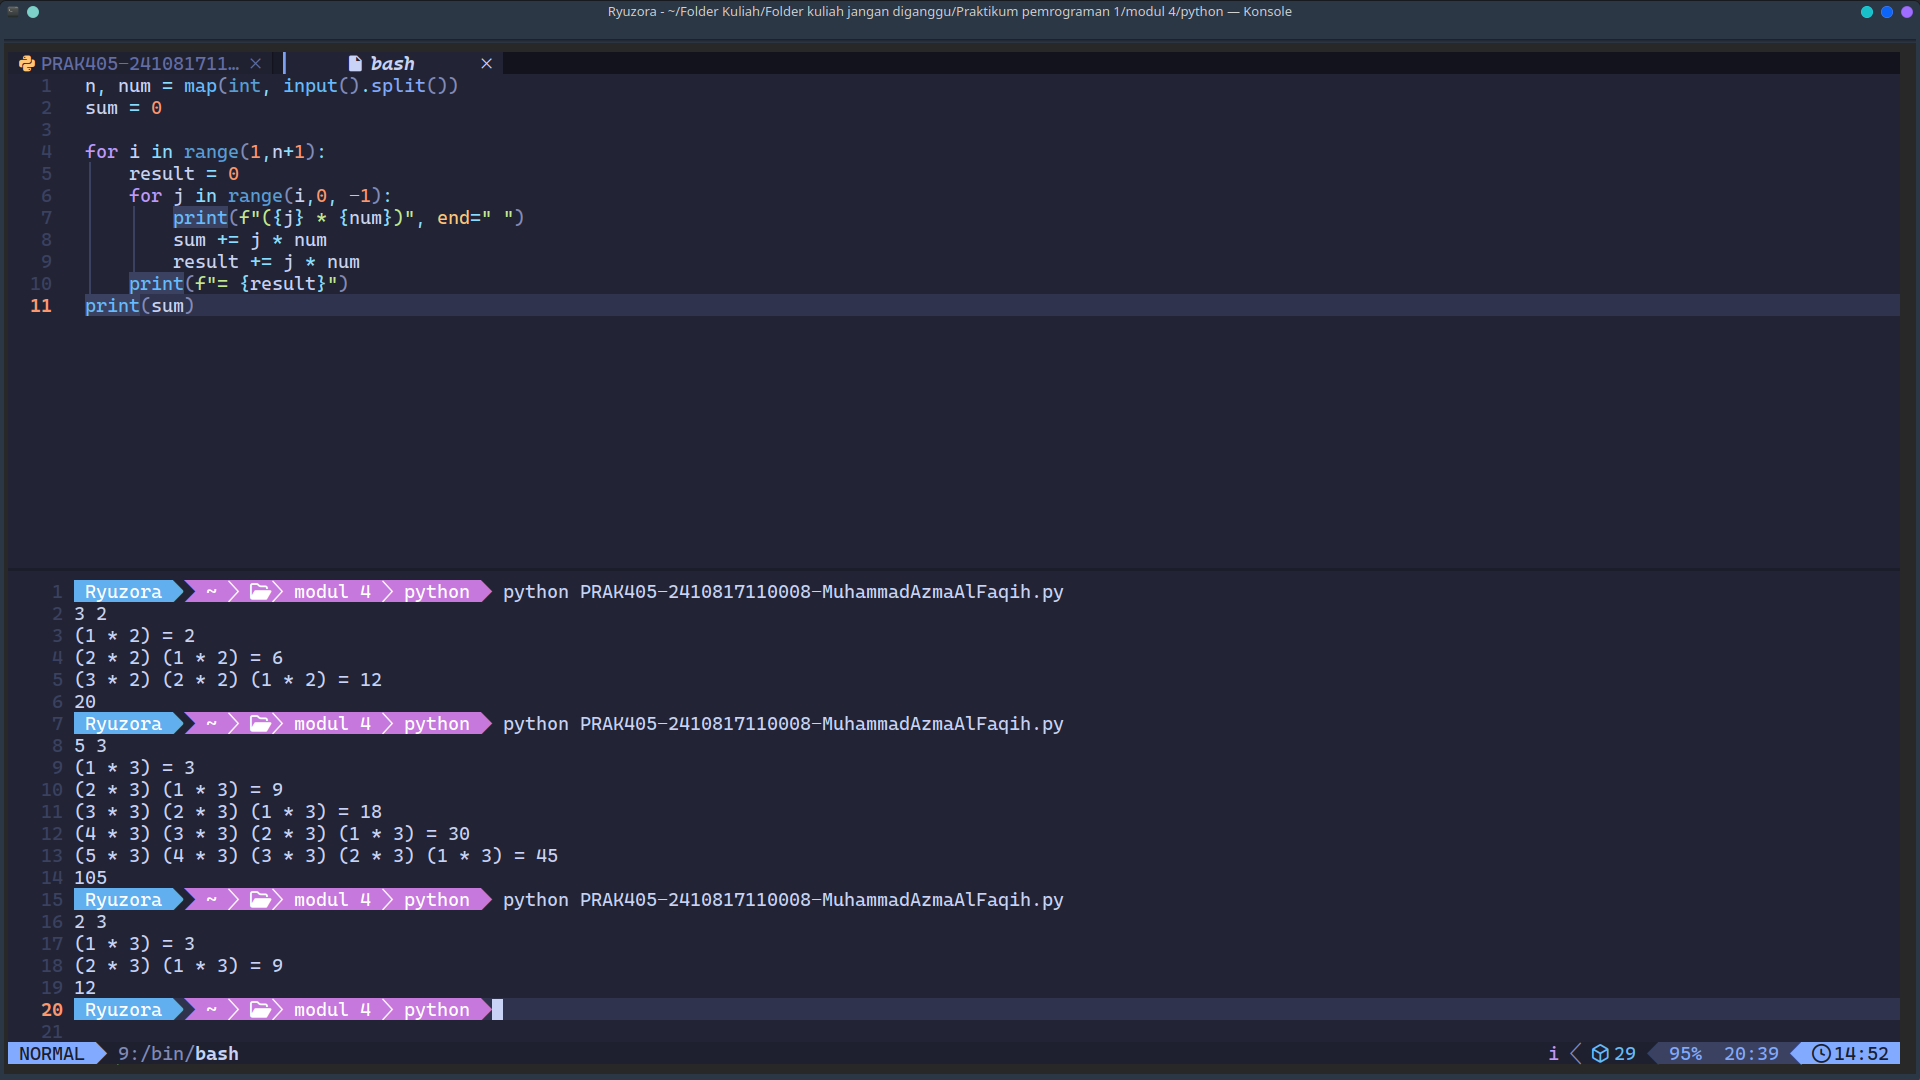 Ryuzora - ~/Folder Kuliah/Folder kuliah jangan diganggu/Praktikum pemrograman 1/modul 4/python — Konsole
PRAK405-241081711… × bash ×
1 n, num = map(int, input().split())
2 sum = 0
3
4 for i in range(1,n+1):
5 result = 0
6 for j in range(i,0, -1):
7 print(f"({j} * {num})", end=" ")
8 sum += j * num
9 result += j * num
10 print(f"= {result}")
11 print(sum)
1 Ryuzora ~ modul 4 python python PRAK405-2410817110008-MuhammadAzmaAlFaqih.py
2 3 2
3 (1 * 2) = 2
4 (2 * 2) (1 * 2) = 6
5 (3 * 2) (2 * 2) (1 * 2) = 12
6 20
7 Ryuzora ~ modul 4 python python PRAK405-2410817110008-MuhammadAzmaAlFaqih.py
8 5 3
9 (1 * 3) = 3
10 (2 * 3) (1 * 3) = 9
11 (3 * 3) (2 * 3) (1 * 3) = 18
12 (4 * 3) (3 * 3) (2 * 3) (1 * 3) = 30
13 (5 * 3) (4 * 3) (3 * 3) (2 * 3) (1 * 3) = 45
14 105
15 Ryuzora ~ modul 4 python python PRAK405-2410817110008-MuhammadAzmaAlFaqih.py
16 2 3
17 (1 * 3) = 3
18 (2 * 3) (1 * 3) = 9
19 12
20 Ryuzora ~ modul 4 python
21
NORMAL 9:/bin/bash i 29 95% 20:39 14:52